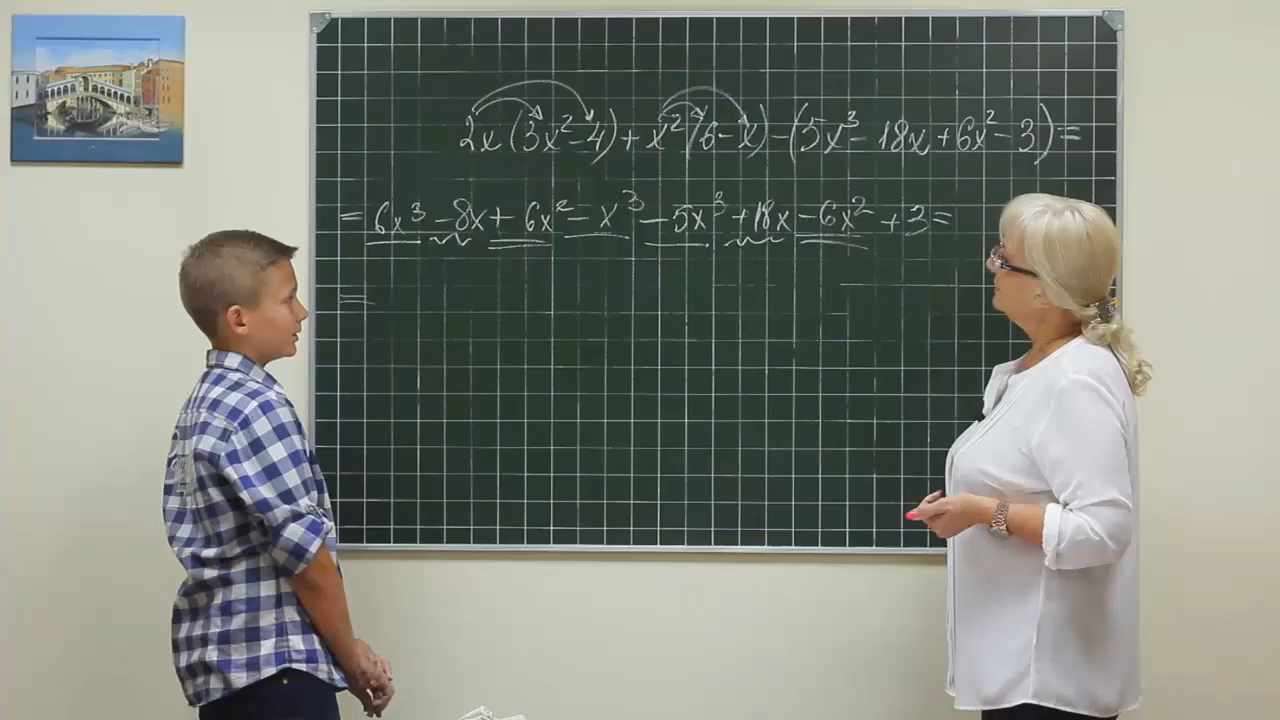 2x(3x²-4)+x²(6-x)-(5x³-18x+6x²-3)=
=6x³-8x+6x²-x³-5x³+18x-6x²+3=
=